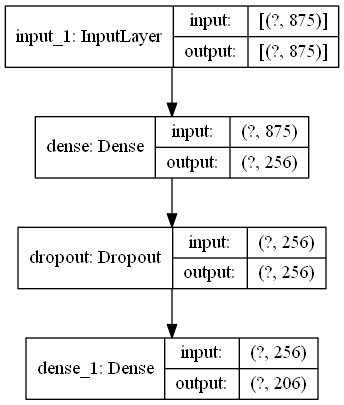 input_1: InputLayer
input: [(?, 875)]
output: [(?, 875)]
dense: Dense
input: (?, 875)
output: (?, 256)
dropout: Dropout
input: (?, 256)
output: (?, 256)
dense_1: Dense
input: (?, 256)
output: (?, 206)